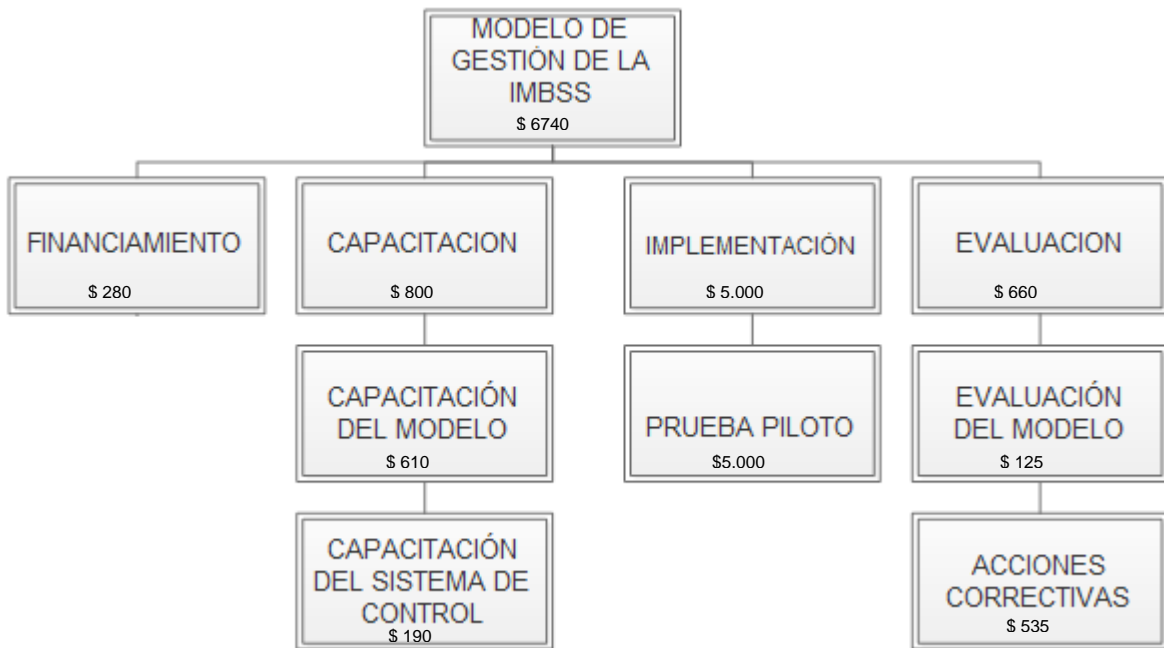 MODELO DE
GESTIÓN DE LA
IMBSS
$ 6740
FINANCIAMIENTO
$ 280
CAPACITACION
$ 800
IMPLEMENTACIÓN
$ 5.000
EVALUACION
$ 660
CAPACITACIÓN
DEL MODELO
$ 610
PRUEBA PILOTO
$5.000
EVALUACIÓN
DEL MODELO
$ 125
CAPACITACIÓN
DEL SISTEMA DE
CONTROL
$ 190
ACCIONES
CORRECTIVAS
$ 535